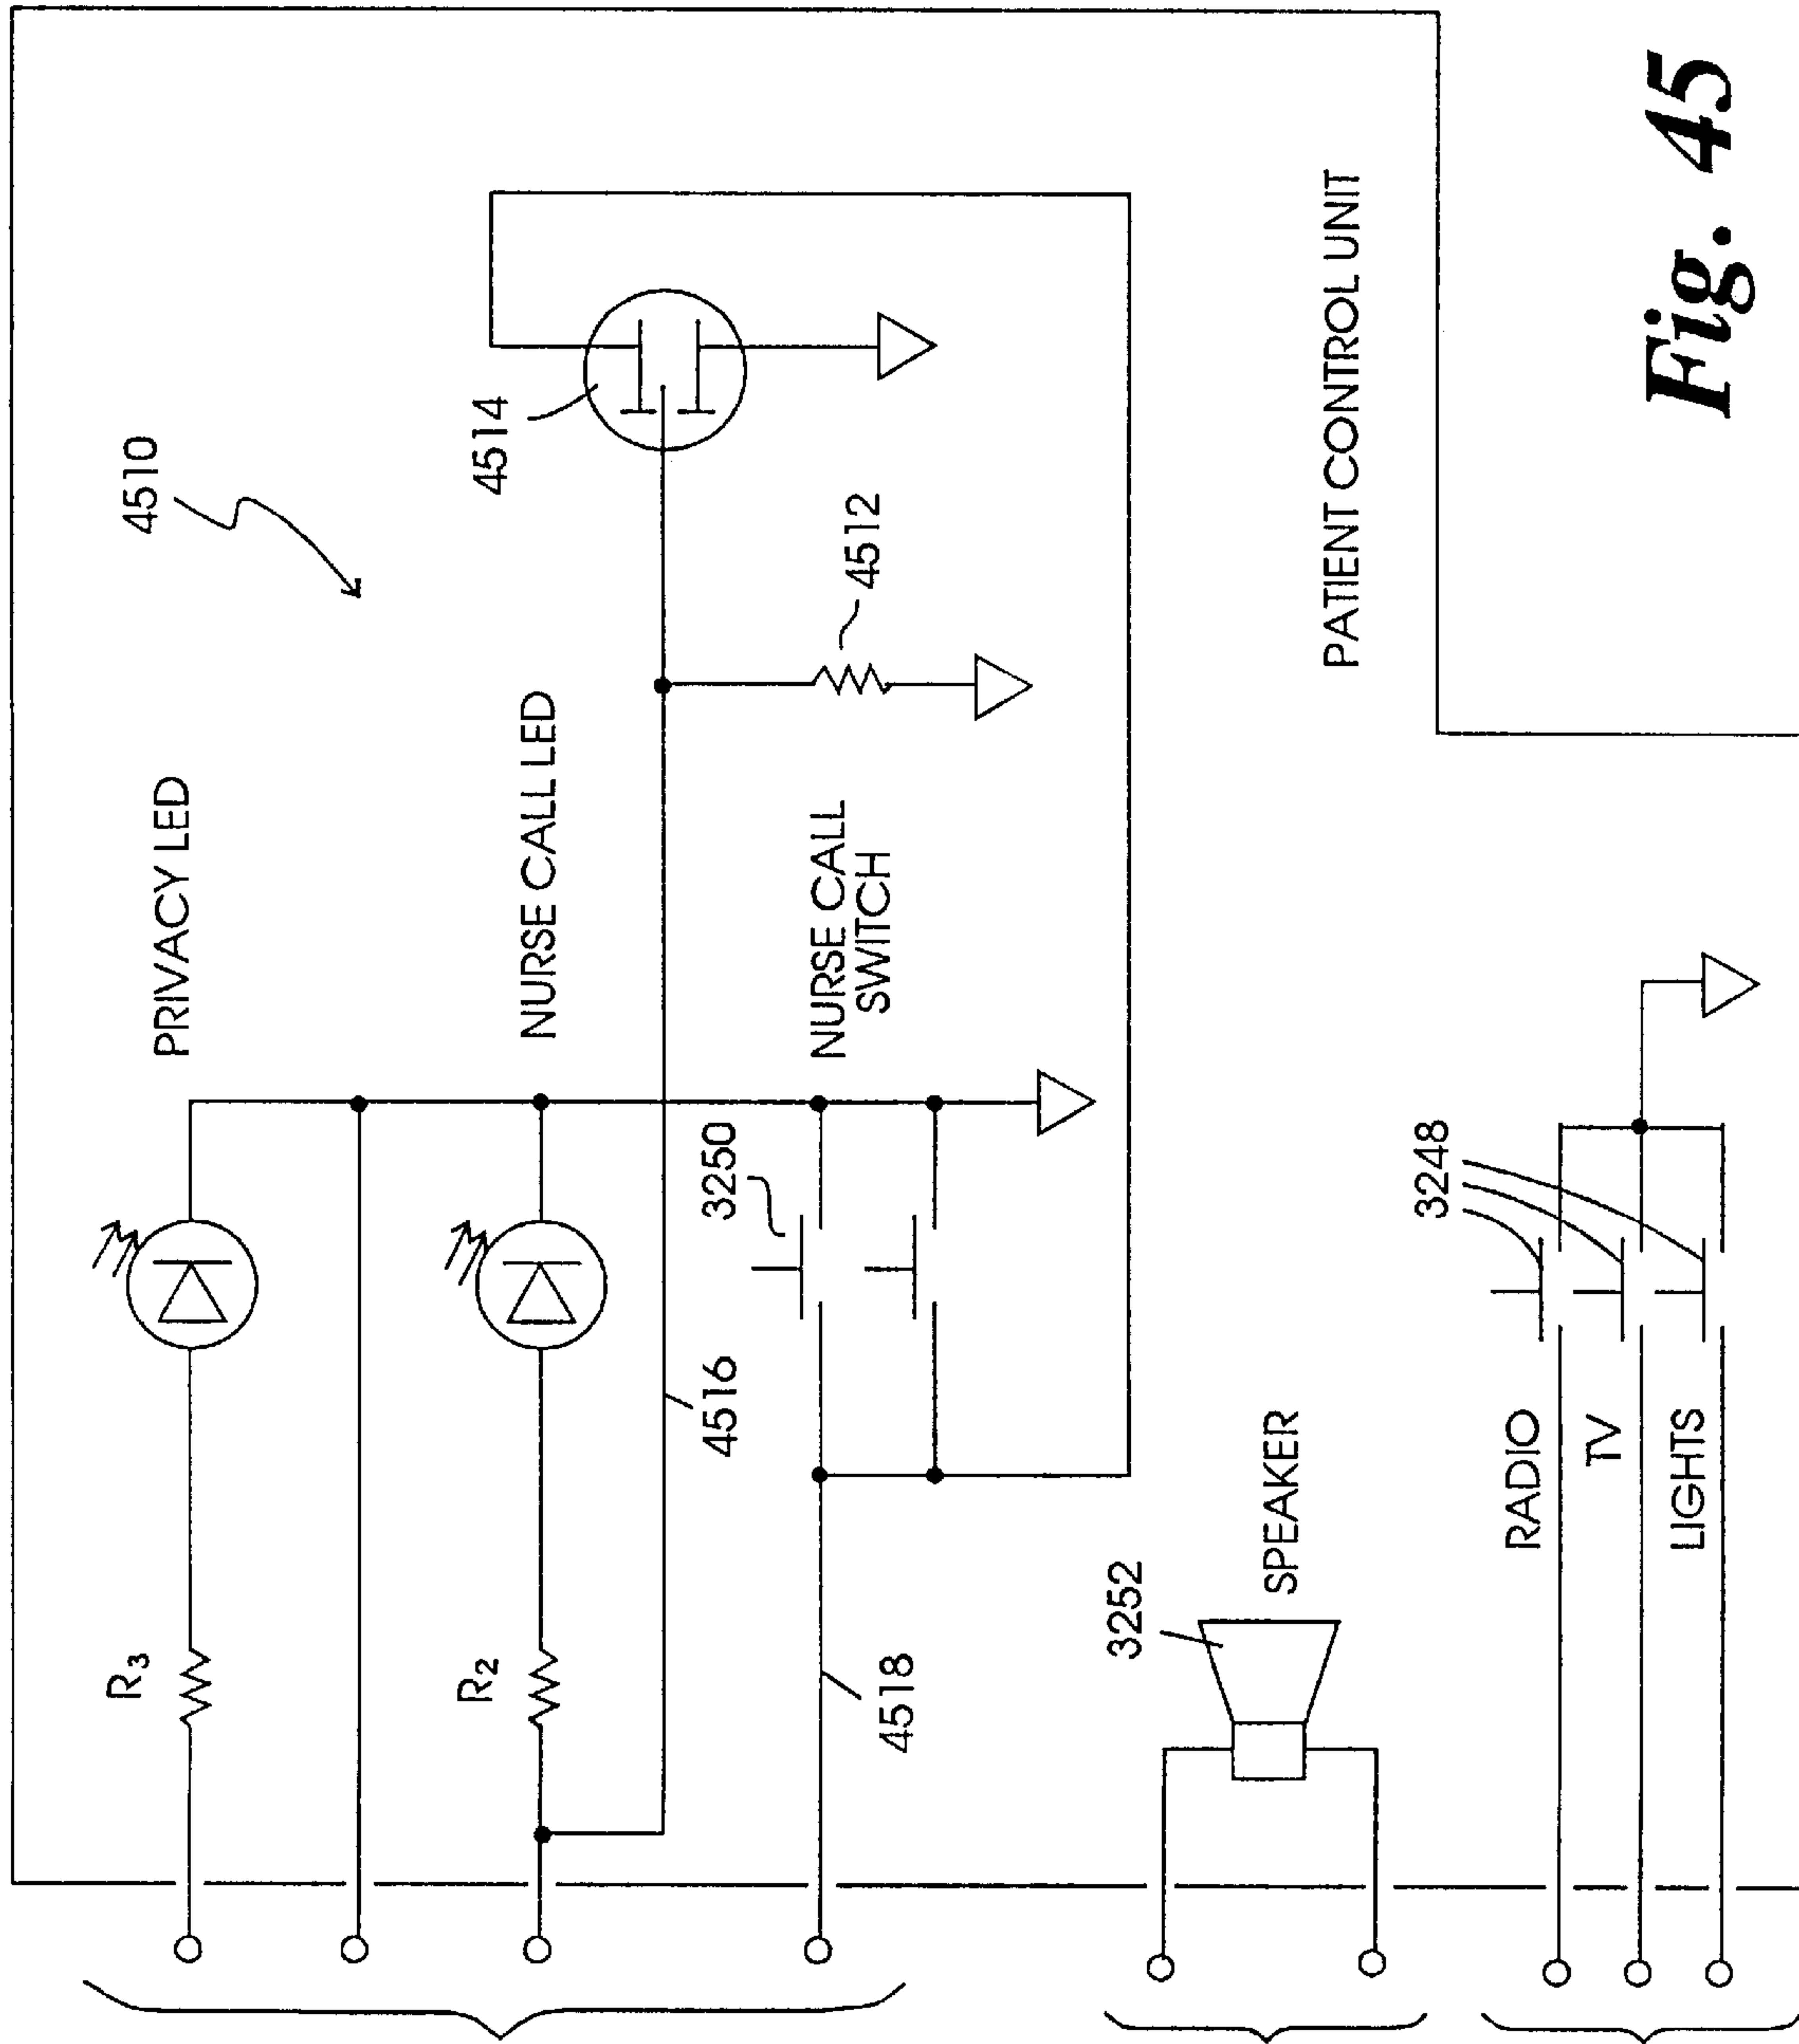 4510
PRIVACY LED
R3
NURSE CALL LED
R2
4514
4512
4516
NURSE CALL
SWITCH
3250
4518
3252
SPEAKER
PATIENT CONTROL UNIT
3248
RADIO
TV
LIGHTS
Fig. 45